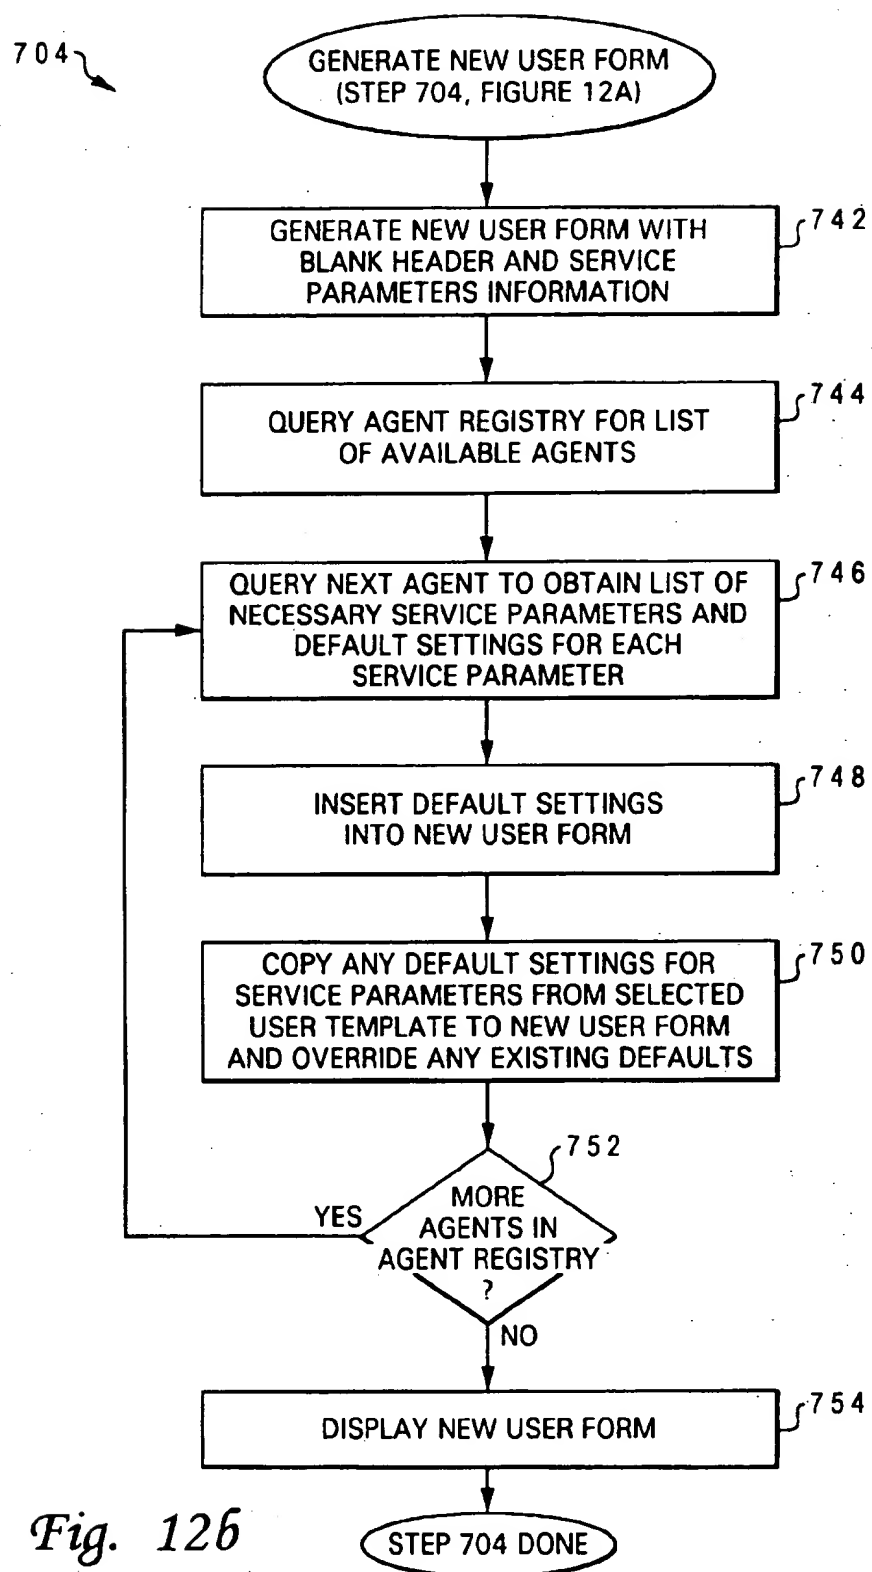 704
GENERATE NEW USER FORM
(STEP 704, FIGURE 12A)
742
GENERATE NEW USER FORM WITH
BLANK HEADER AND SERVICE
PARAMETERS INFORMATION
744
QUERY AGENT REGISTRY FOR LIST
OF AVAILABLE AGENTS
746
QUERY NEXT AGENT TO OBTAIN LIST OF
NECESSARY SERVICE PARAMETERS AND
DEFAULT SETTINGS FOR EACH
SERVICE PARAMETER
748
INSERT DEFAULT SETTINGS
INTO NEW USER FORM
750
COPY ANY DEFAULT SETTINGS FOR
SERVICE PARAMETERS FROM SELECTED
USER TEMPLATE TO NEW USER FORM
AND OVERRIDE ANY EXISTING DEFAULTS
752
YES
MORE
AGENTS IN
AGENT REGISTRY
?
NO
754
DISPLAY NEW USER FORM
STEP 704 DONE
Fig. 12b